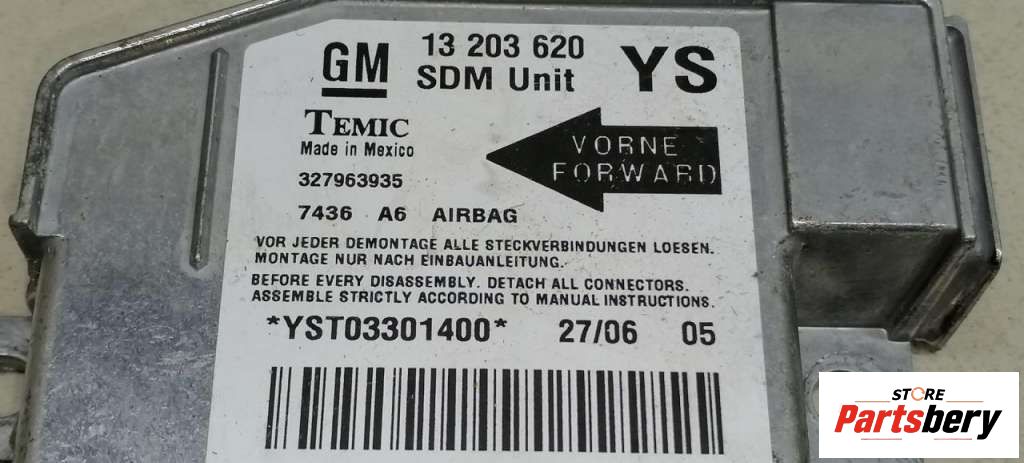 GM 13 203 620 YS
SDM Unit
TEMIC
Made in Mexico
VORNE
FORWARD
327963935
7436 A6 AIRBAG
VOR JEDER DEMONTAGE ALLE STECKVERBINDUNGEN LOESEN.
MONTAGE NUR NACH EINBAUANLEITUNG.
BEFORE EVERY DISASSEMBLY. DETACH ALL CONNECTORS.
ASSEMBLE STRICTLY ACCORDING TO MANUAL INSTRUCTIONS.
*YST03301400* 27/06 05
STORE
Partsbery